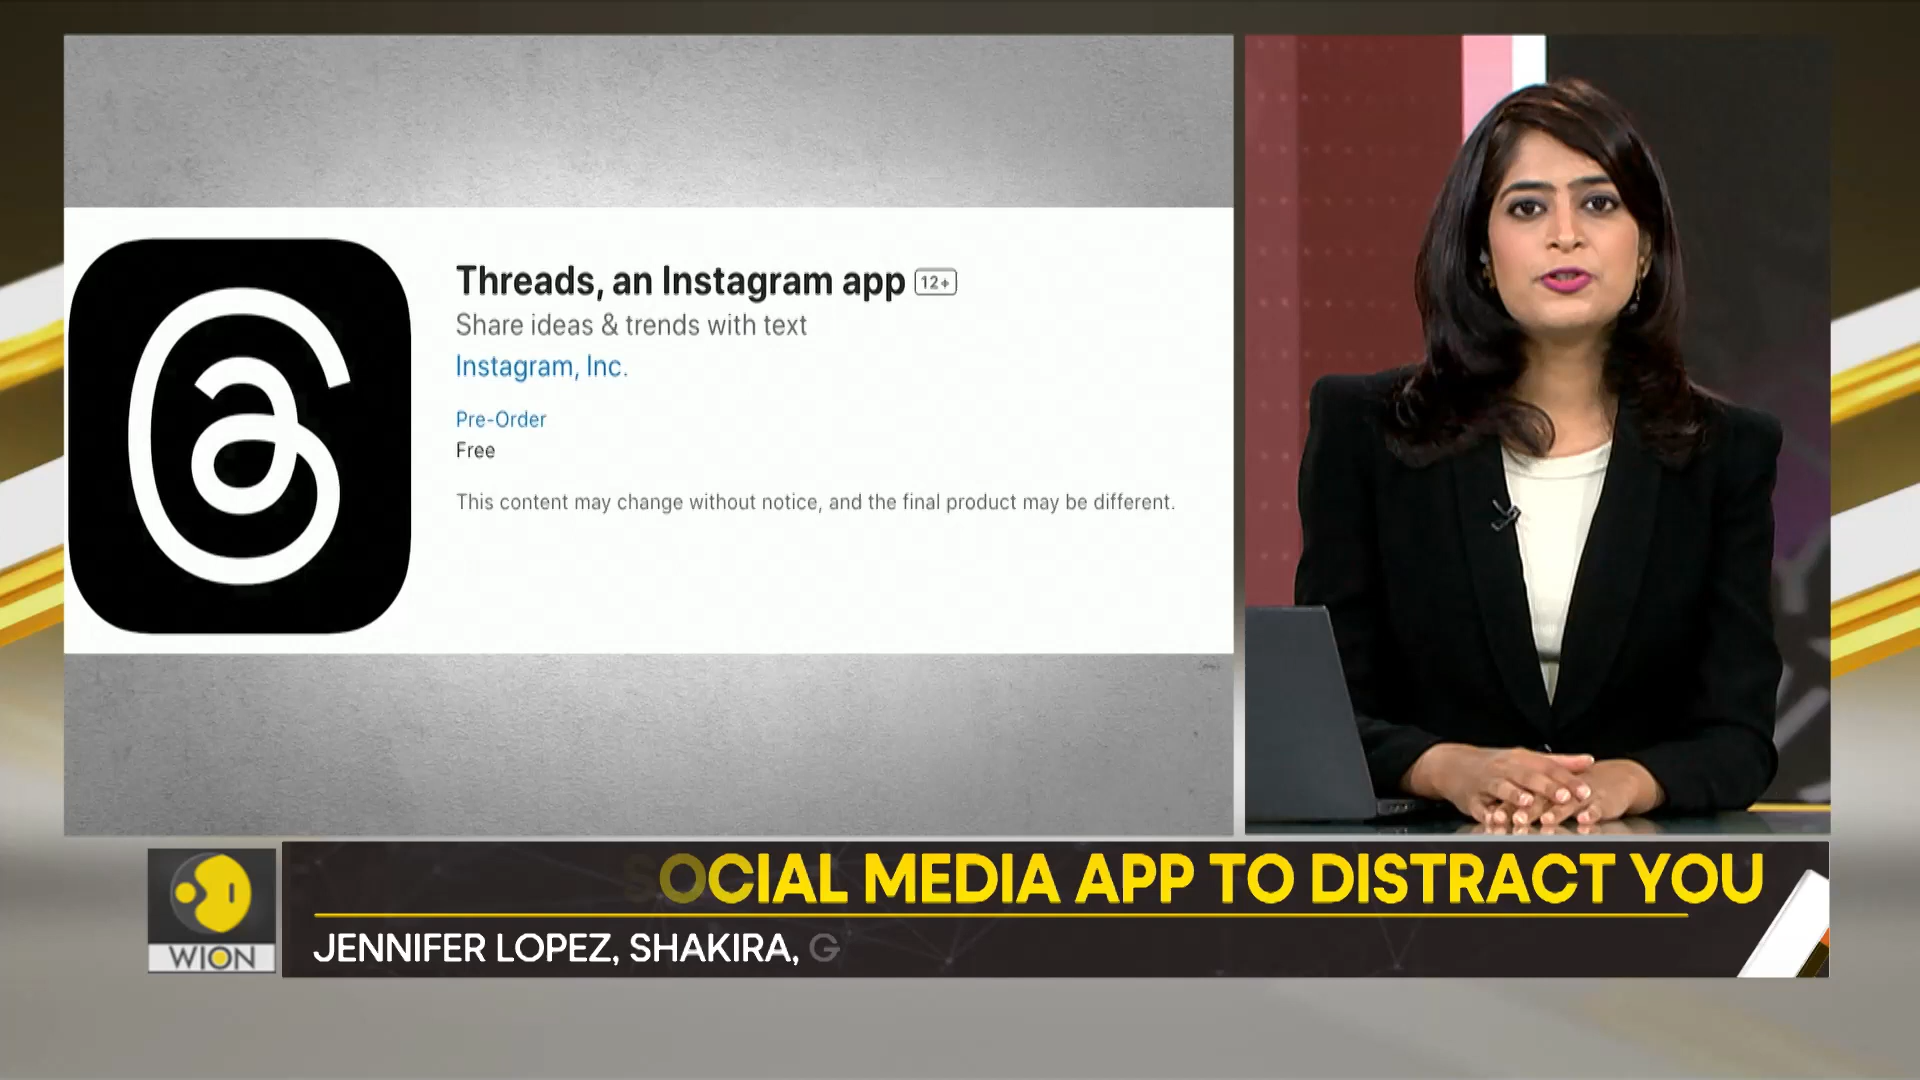 Threads, an Instagram app 12+
Share ideas & trends with text
Instagram, Inc.
Pre-Order
Free
This content may change without notice, and the final product may be different.
SOCIAL MEDIA APP TO DISTRACT YOU
JENNIFER LOPEZ, SHAKIRA, G
WION